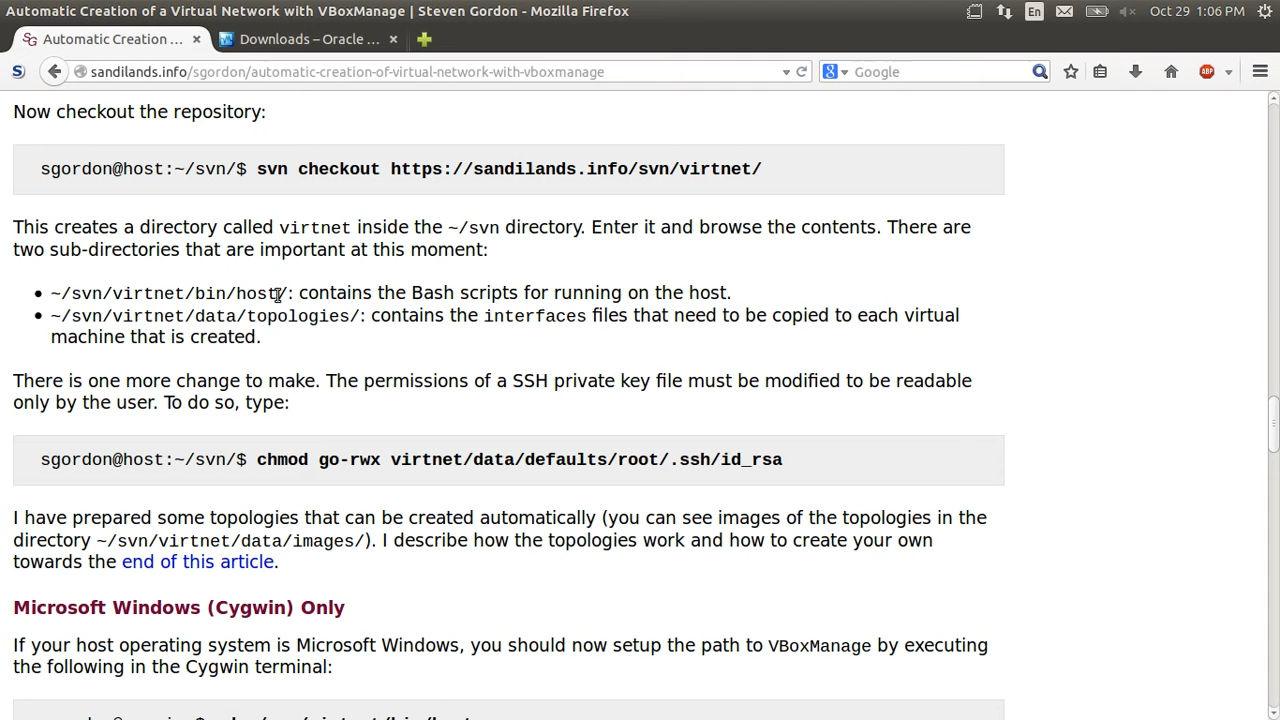 Automatic Creation of a Virtual Network with VBoxManage | Steven Gordon - Mozilla Firefox
En
Oct 29 1:06 PM
SG Automatic Creation ...
Downloads – Oracle ...
S
sandilands.info/sgordon/automatic-creation-of-virtual-network-with-vboxmanage
8
Google
ABP
Now checkout the repository:
sgordon@host:~/svn/$ svn checkout https://sandilands.info/svn/virtnet/
This creates a directory called virtnet inside the ~/svn directory. Enter it and browse the contents. There are
two sub-directories that are important at this moment:
• ~/svn/virtnet/bin/host/: contains the Bash scripts for running on the host.
• ~/svn/virtnet/data/topologies/: contains the interfaces files that need to be copied to each virtual
machine that is created.
There is one more change to make. The permissions of a SSH private key file must be modified to be readable
only by the user. To do so, type:
sgordon@host:~/svn/$ chmod go-rwx virtnet/data/defaults/root/.ssh/id_rsa
I have prepared some topologies that can be created automatically (you can see images of the topologies in the
directory ~/svn/virtnet/data/images/). I describe how the topologies work and how to create your own
towards the end of this article.
Microsoft Windows (Cygwin) Only
If your host operating system is Microsoft Windows, you should now setup the path to VBoxManage by executing
the following in the Cygwin terminal: